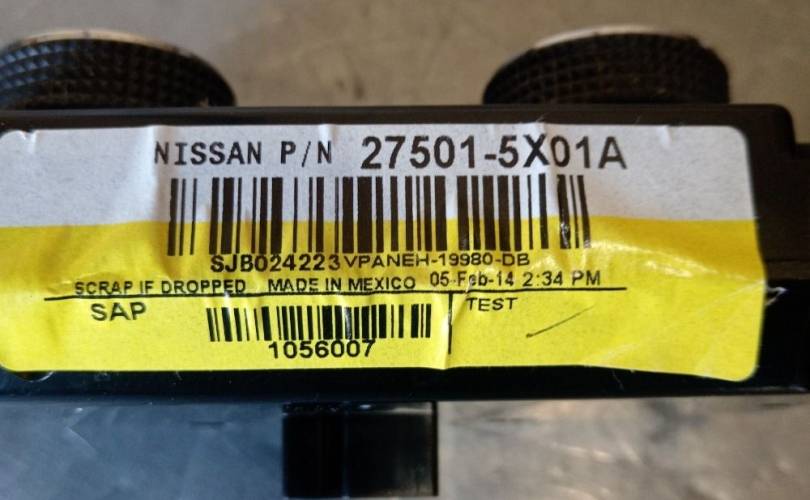 NISSAN P/N 27501-5X01A
SJB024223 VPANEH-19980-DB
SCRAP IF DROPPED MADE IN MEXICO 05-Feb-14 2:34 PM
SAP TEST
1056007